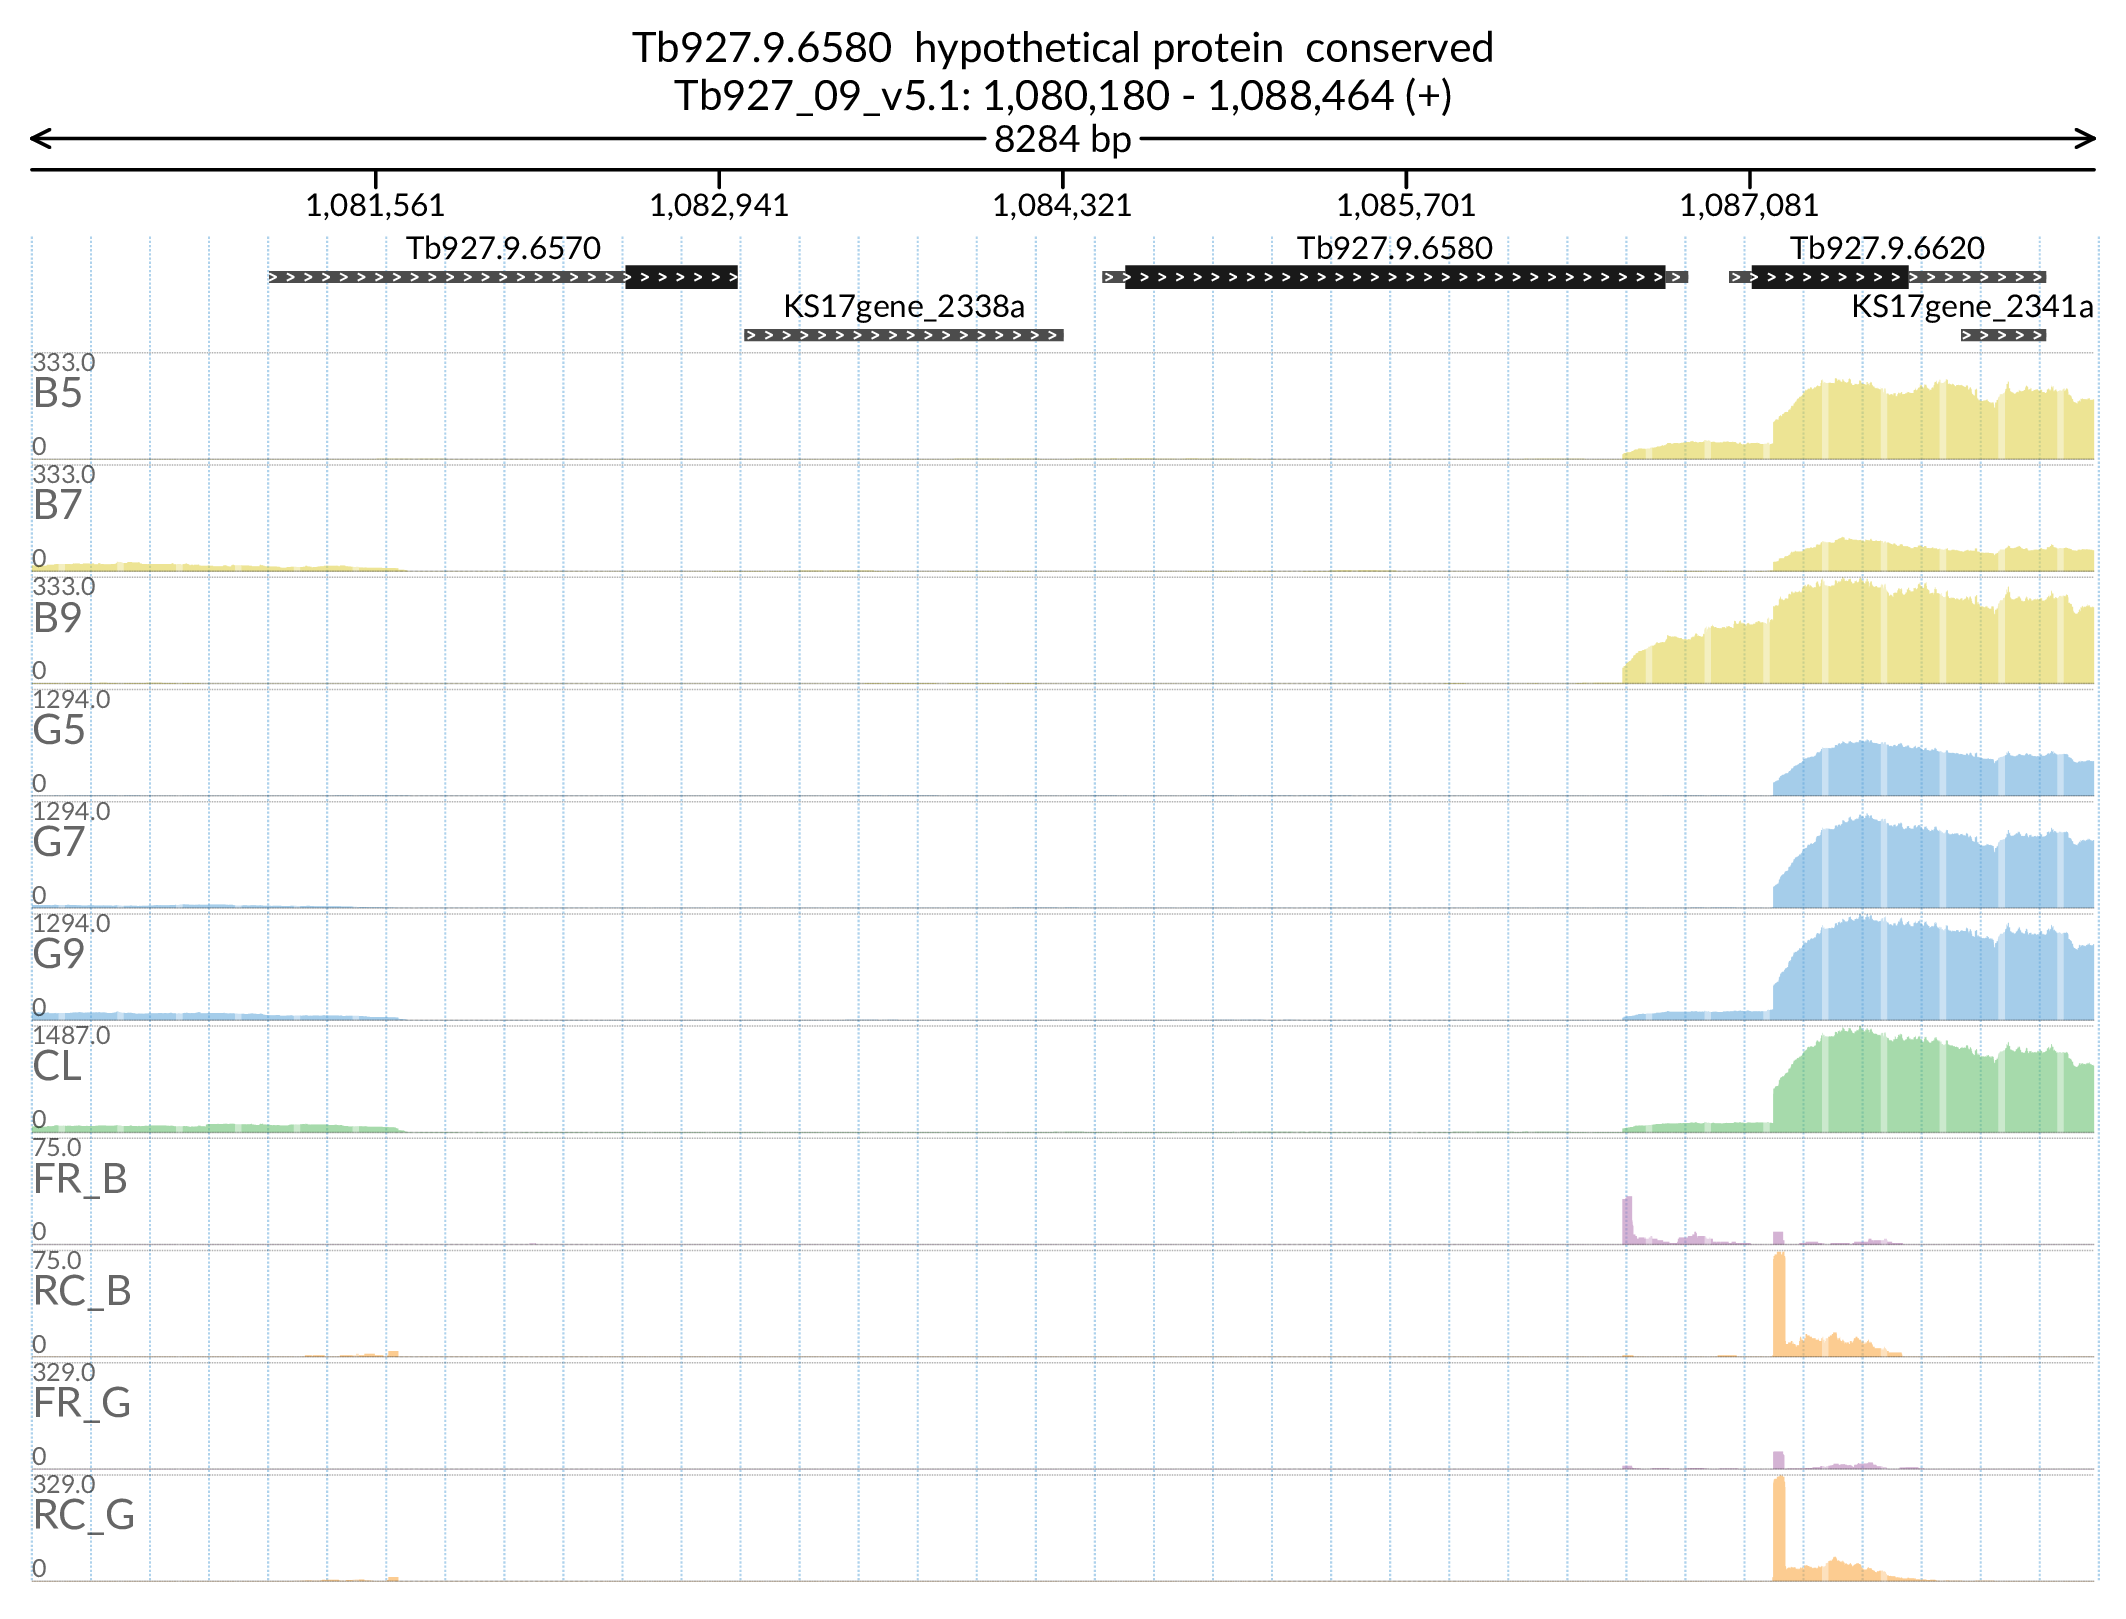 Tb927.9.6580  hypothetical protein  conserved
Tb927_09_v5.1: 1,080,180 - 1,088,464 (+)
8284 bp
1,081,561 1,082,941 1,084,321 1,085,701 1,087,081
Tb927.9.6570 Tb927.9.6580 Tb927.9.6620
KS17gene_2338a KS17gene_2341a
333.0
B5
0
333.0
B7
0
333.0
B9
0
1294.0
G5
0
1294.0
G7
0
1294.0
G9
0
1487.0
CL
0
75.0
FR_B
0
75.0
RC_B
0
329.0
FR_G
0
329.0
RC_G
0